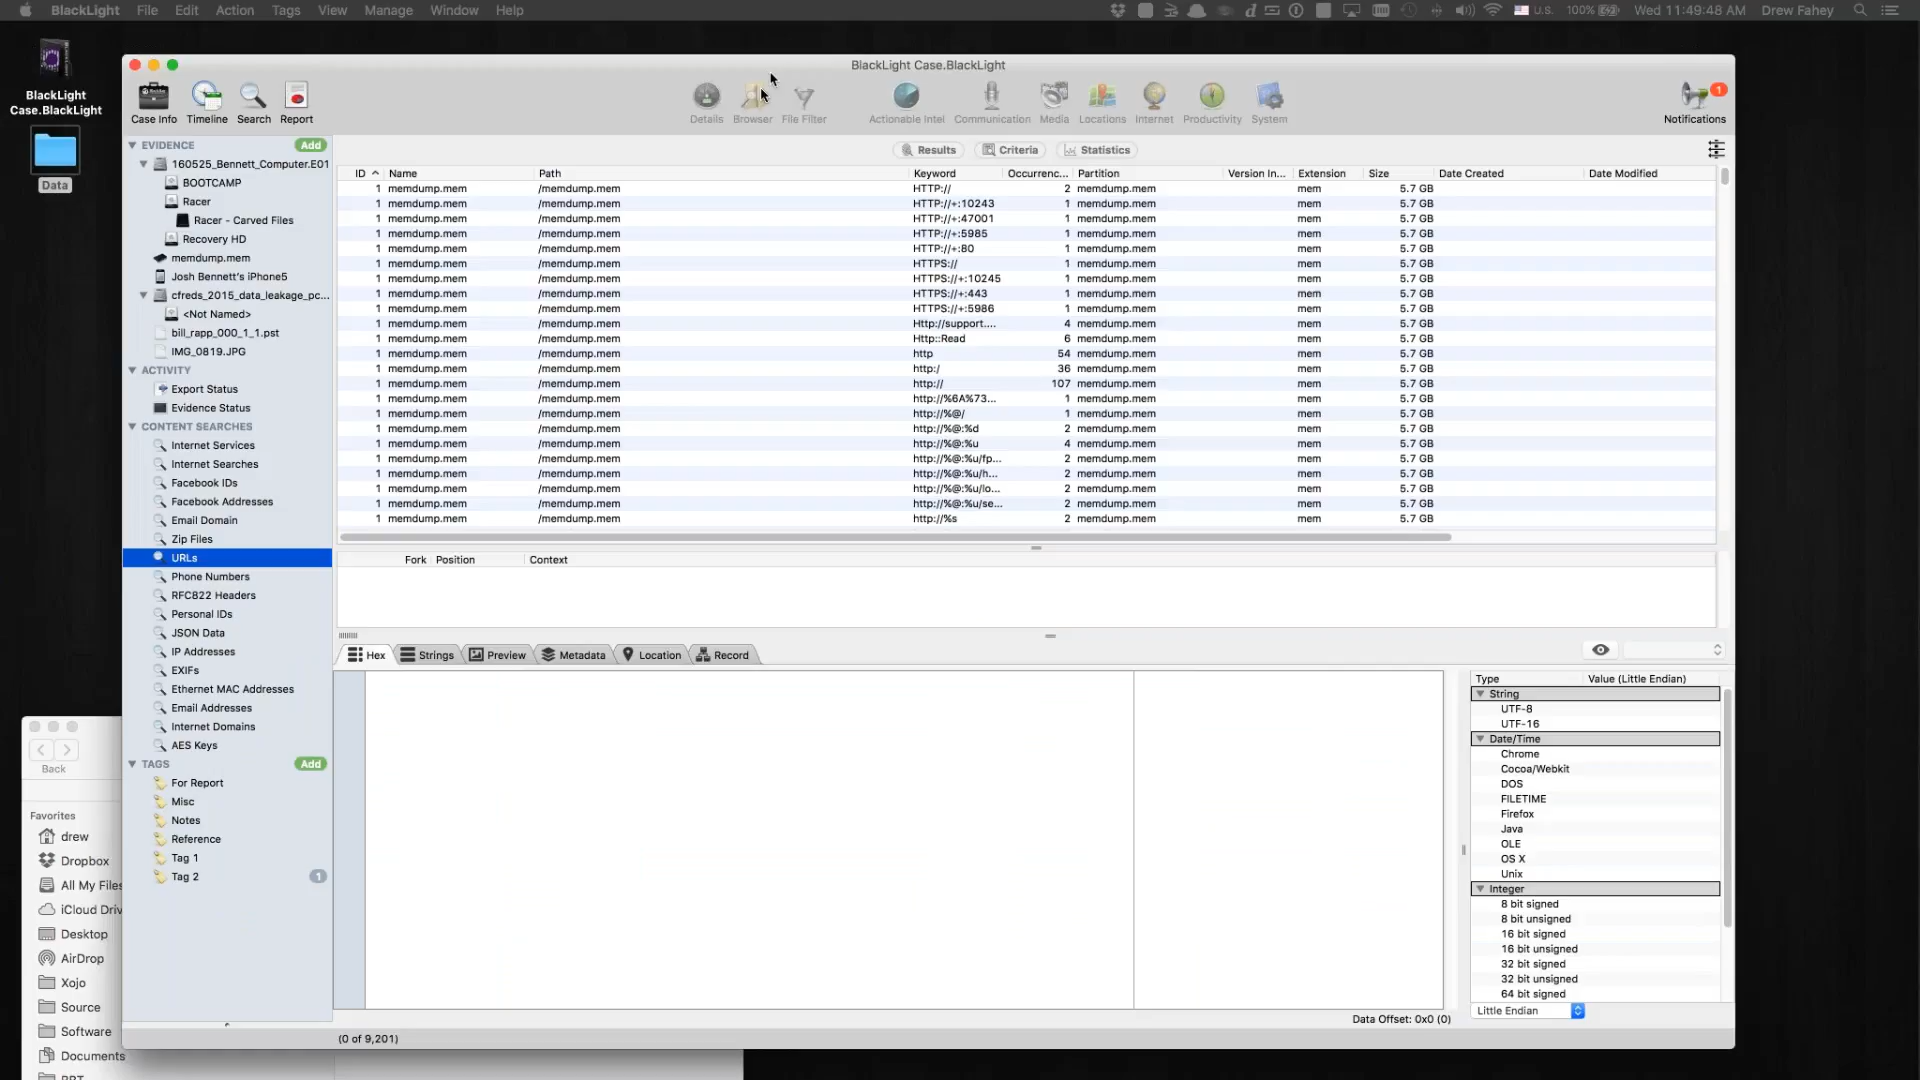 BlackLight File Edit Action Tags View Manage Window Help
U.S. 100% Wed 11:49:48 AM Drew Fahey
BlackLight
Case.BlackLight
Data
BlackLight Case.BlackLight
Case Info Timeline Search Report
Details Browser File Filter Actionable Intel Communication Media Locations Internet Productivity System
1
Notifications
EVIDENCE Add
160525_Bennett_Computer.E01
BOOTCAMP
Racer
Racer - Carved Files
Recovery HD
memdump.mem
Josh Bennett's iPhone5
cfreds_2015_data_leakage_pc...
<Not Named>
bill_rapp_000_1_1.pst
IMG_0819.JPG
ACTIVITY
Export Status
Evidence Status
CONTENT SEARCHES
Internet Services
Internet Searches
Facebook IDs
Facebook Addresses
Email Domain
Zip Files
URLs
Phone Numbers
RFC822 Headers
Personal IDs
JSON Data
IP Addresses
EXIFs
Ethernet MAC Addresses
Email Addresses
Internet Domains
AES Keys
TAGS Add
For Report
Misc
Notes
Reference
Tag 1
Tag 2 1
Results Criteria Statistics
ID Name Path Keyword Occurrenc... Partition Version In... Extension Size Date Created Date Modified
1 memdump.mem /memdump.mem HTTP:// 2 memdump.mem mem 5.7 GB
1 memdump.mem /memdump.mem HTTP://+:10243 1 memdump.mem mem 5.7 GB
1 memdump.mem /memdump.mem HTTP://+:47001 1 memdump.mem mem 5.7 GB
1 memdump.mem /memdump.mem HTTP://+:5985 1 memdump.mem mem 5.7 GB
1 memdump.mem /memdump.mem HTTP://+:80 1 memdump.mem mem 5.7 GB
1 memdump.mem /memdump.mem HTTPS:// 1 memdump.mem mem 5.7 GB
1 memdump.mem /memdump.mem HTTPS://+:10245 1 memdump.mem mem 5.7 GB
1 memdump.mem /memdump.mem HTTPS://+:443 1 memdump.mem mem 5.7 GB
1 memdump.mem /memdump.mem HTTPS://+:5986 1 memdump.mem mem 5.7 GB
1 memdump.mem /memdump.mem Http://support.... 4 memdump.mem mem 5.7 GB
1 memdump.mem /memdump.mem Http::Read 6 memdump.mem mem 5.7 GB
1 memdump.mem /memdump.mem http 54 memdump.mem mem 5.7 GB
1 memdump.mem /memdump.mem http:/ 36 memdump.mem mem 5.7 GB
1 memdump.mem /memdump.mem http:// 107 memdump.mem mem 5.7 GB
1 memdump.mem /memdump.mem http://%6A%73... 1 memdump.mem mem 5.7 GB
1 memdump.mem /memdump.mem http://%@/ 1 memdump.mem mem 5.7 GB
1 memdump.mem /memdump.mem http://%@:%d 2 memdump.mem mem 5.7 GB
1 memdump.mem /memdump.mem http://%@:%u 4 memdump.mem mem 5.7 GB
1 memdump.mem /memdump.mem http://%@:%u/fp... 2 memdump.mem mem 5.7 GB
1 memdump.mem /memdump.mem http://%@:%u/h... 2 memdump.mem mem 5.7 GB
1 memdump.mem /memdump.mem http://%@:%u/lo... 2 memdump.mem mem 5.7 GB
1 memdump.mem /memdump.mem http://%@:%u/se... 2 memdump.mem mem 5.7 GB
1 memdump.mem /memdump.mem http://%s 2 memdump.mem mem 5.7 GB
Fork Position Context
Hex Strings Preview Metadata Location Record
Type Value (Little Endian)
String
UTF-8
UTF-16
Date/Time
Chrome
Cocoa/Webkit
DOS
FILETIME
Firefox
Java
OLE
OS X
Unix
Integer
8 bit signed
8 bit unsigned
16 bit signed
16 bit unsigned
32 bit signed
32 bit unsigned
64 bit signed
Little Endian
Data Offset: 0x0 (0)
(0 of 9,201)
Back
Favorites
drew
Dropbox
All My Files
iCloud Driv
Desktop
AirDrop
Xojo
Source
Software
Documents